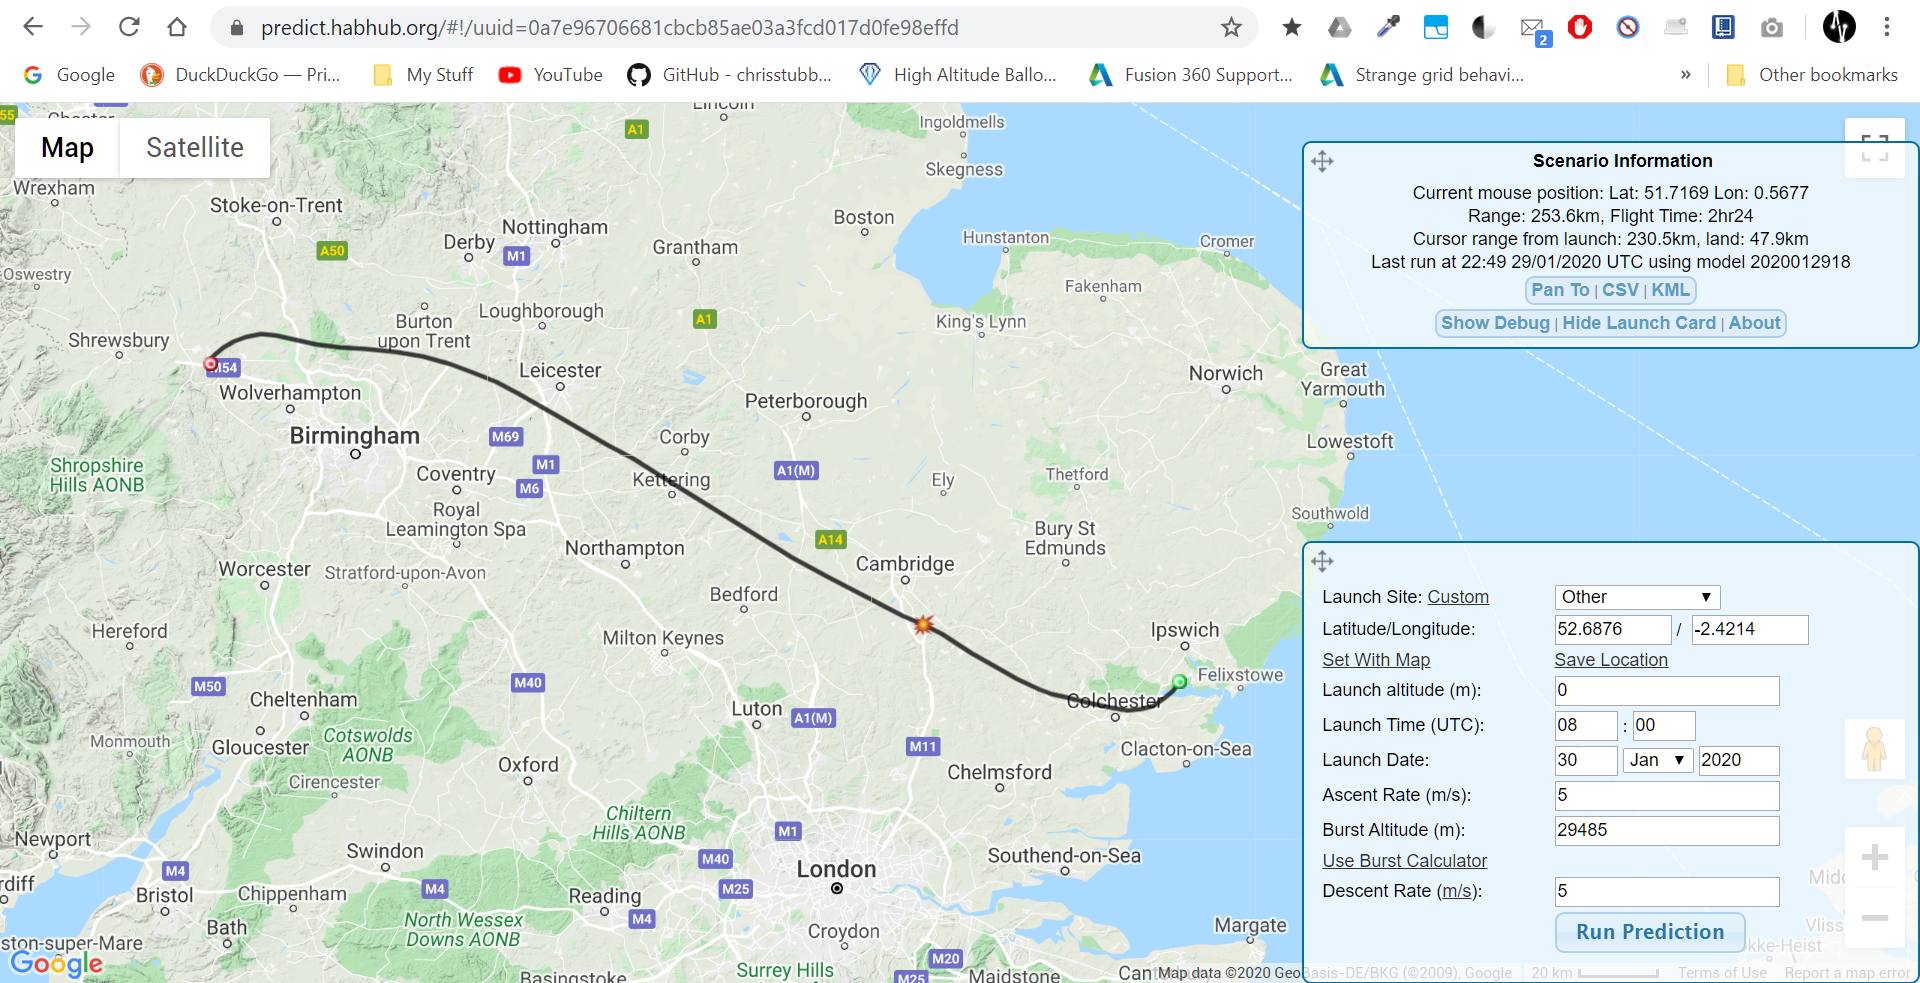 predict.habhub.org/#!/uuid=0a7e96706681cbcb85ae03a3fcd017d0fe98effd
2
Google
DuckDuckGo — Pri...
My Stuff
YouTube
GitHub - chrisstubb...
High Altitude Ballo...
Fusion 360 Support...
Strange grid behavi...
»
Other bookmarks
Map
Satellite
Scenario Information
Current mouse position: Lat: 51.7169 Lon: 0.5677
Range: 253.6km, Flight Time: 2hr24
Cursor range from launch: 230.5km, land: 47.9km
Last run at 22:49 29/01/2020 UTC using model 2020012918
Pan To | CSV | KML
Show Debug | Hide Launch Card | About
55
Lincoln
A1
Ingoldmells
Skegness
Wrexham
Stoke-on-Trent
Boston
Nottingham
Derby
M1
A50
Grantham
Hunstanton
Cromer
Oswestry
Fakenham
Loughborough
Burton
upon Trent
A1
King's Lynn
Shrewsbury
M54
Leicester
Norwich
Great
Yarmouth
Wolverhampton
Peterborough
Birmingham
M69
Corby
Lowestoft
Shropshire
Hills AONB
M1
A1(M)
Coventry
M6
Kettering
Ely
Thetford
Royal
Leamington Spa
Southwold
Northampton
A14
Bury St
Edmunds
Cambridge
Worcester
Stratford-upon-Avon
Bedford
Hereford
Milton Keynes
Ipswich
M50
M40
Felixstowe
Cheltenham
Colchester
Luton
A1(M)
Monmouth
Gloucester
Cotswolds
AONB
M11
Clacton-on-Sea
Cirencester
Oxford
Chelmsford
Chiltern
Hills AONB
M1
Newport
Swindon
M40
London
Southend-on-Sea
M4
rdiff
Bristol
Chippenham
M4
Reading
M25
M4
Bath
North Wessex
Downs AONB
Croydon
Margate
ston-super-Mare
Google
Basingstoke
Surrey Hills
M20
M25
Maidstone
Launch Site: Custom
Other
Latitude/Longitude:
52.6876 / -2.4214
Set With Map
Save Location
Launch altitude (m):
0
Launch Time (UTC):
08 : 00
Launch Date:
30 Jan 2020
Ascent Rate (m/s):
5
Burst Altitude (m):
29485
Use Burst Calculator
Descent Rate (m/s):
5
Run Prediction
Vliss
kke-Heist
Map data ©2020 GeoBasis-DE/BKG (©2009), Google
20 km
Terms of Use
Report a map error